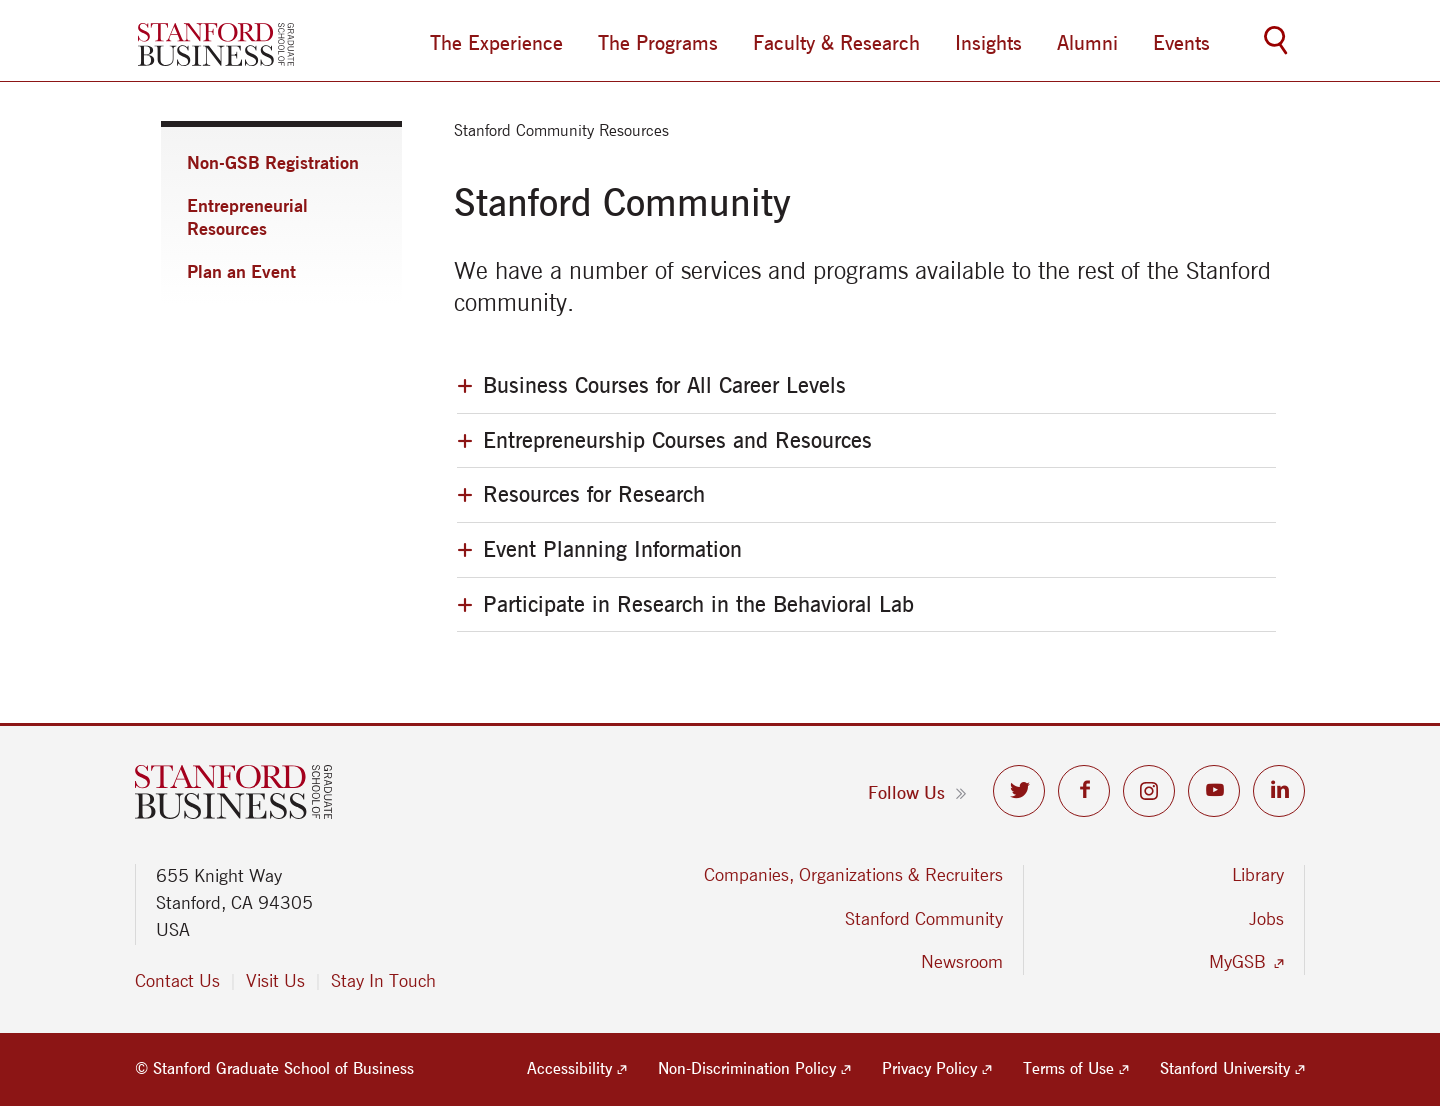 STANFORD
BUSINESS
GRADUATE
SCHOOL OF
The Experience
The Programs
Faculty & Research
Insights
Alumni
Events
Non-GSB Registration
Entrepreneurial
Resources
Plan an Event
Stanford Community Resources
Stanford Community
We have a number of services and programs available to the rest of the Stanford
community.
Business Courses for All Career Levels
Entrepreneurship Courses and Resources
Resources for Research
Event Planning Information
Participate in Research in the Behavioral Lab
STANFORD
BUSINESS
GRADUATE
SCHOOL OF
Follow Us
655 Knight Way
Stanford, CA 94305
USA
Contact Us | Visit Us | Stay In Touch
Companies, Organizations & Recruiters
Stanford Community
Newsroom
Library
Jobs
MyGSB
© Stanford Graduate School of Business
Accessibility
Non-Discrimination Policy
Privacy Policy
Terms of Use
Stanford University